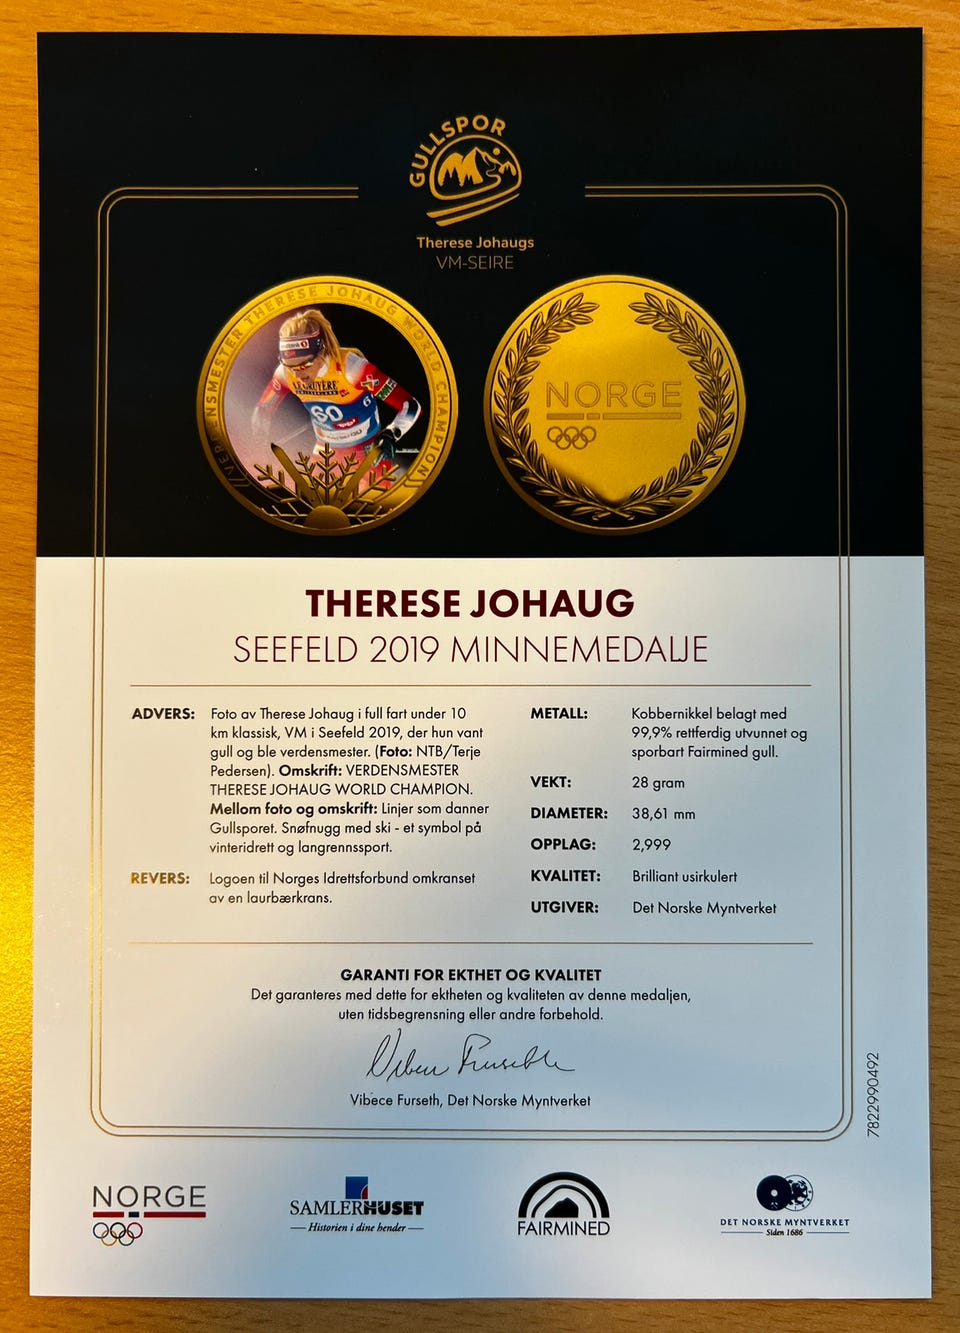 GULLSPOR
Therese Johaugs
VM-SEIRE
VERDENSMESTER THERESE JOHAUG WORLD CHAMPION
LE GRUYÈRE
SWITZERLAND
60
NORGE
THERESE JOHAUG
SEEFELD 2019 MINNEMEDALJE
ADVERS: Foto av Therese Johaug i full fart under 10
km klassisk, VM i Seefeld 2019, der hun vant
gull og ble verdensmester. (Foto: NTB/Terje
Pedersen). Omskrift: VERDENSMESTER
THERESE JOHAUG WORLD CHAMPION.
Mellom foto og omskrift: Linjer som danner
Gullsporet. Snøfnugg med ski - et symbol på
vinteridrett og langrennssport.
REVERS: Logoen til Norges Idrettsforbund omkranset
av en laurbærkrans.
METALL: Kobbernikkel belagt med
99,9% rettferdig utvunnet og
sporbart Fairmined gull.
VEKT: 28 gram
DIAMETER: 38,61 mm
OPPLAG: 2,999
KVALITET: Brilliant usirkulert
UTGIVER: Det Norske Myntverket
GARANTI FOR EKTHET OG KVALITET
Det garanteres med dette for ektheten og kvaliteten av denne medaljen,
uten tidsbegrensning eller andre forbehold.
Vibece Furseth
Vibece Furseth, Det Norske Myntverket
7822990492
NORGE
SAMLERHUSET
Historien i dine hender
FAIRMINED
DET NORSKE MYNTVERKET
Siden 1686